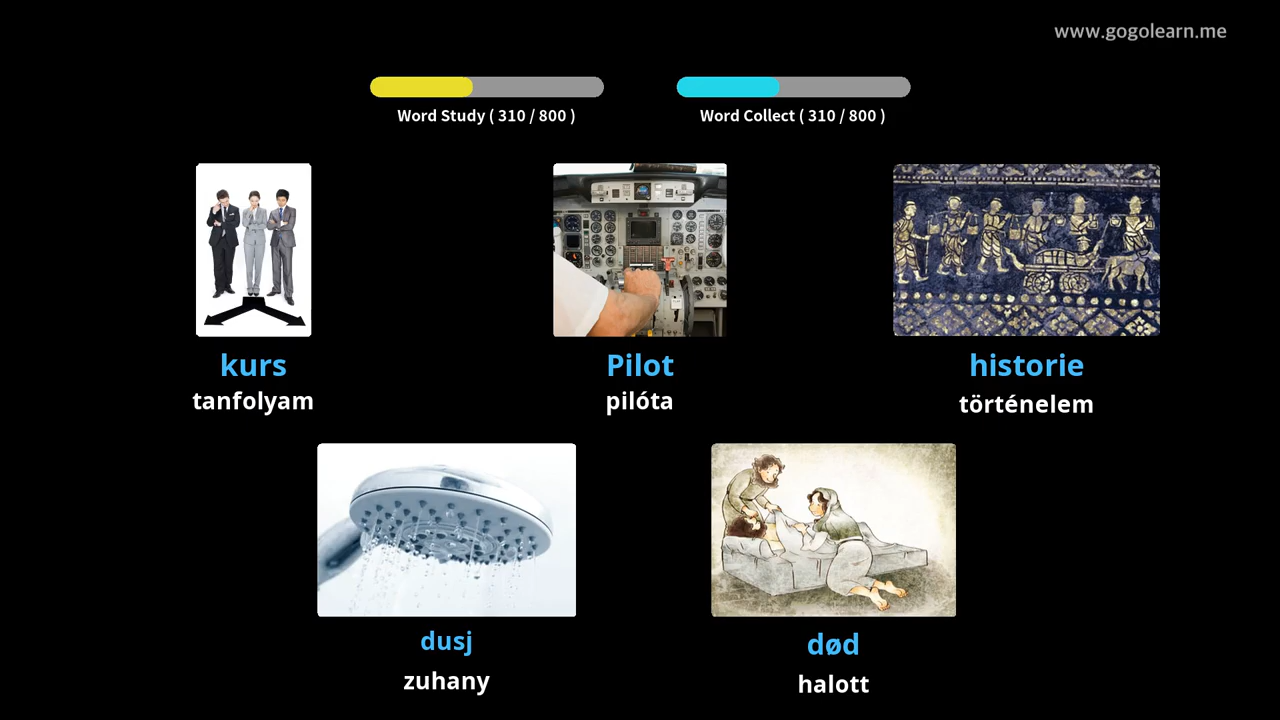 www.gogolearn.me
Word Study ( 310 / 800 )
Word Collect ( 310 / 800 )
kurs
tanfolyam
Pilot
pilóta
historie
történelem
dusj
zuhany
død
halott